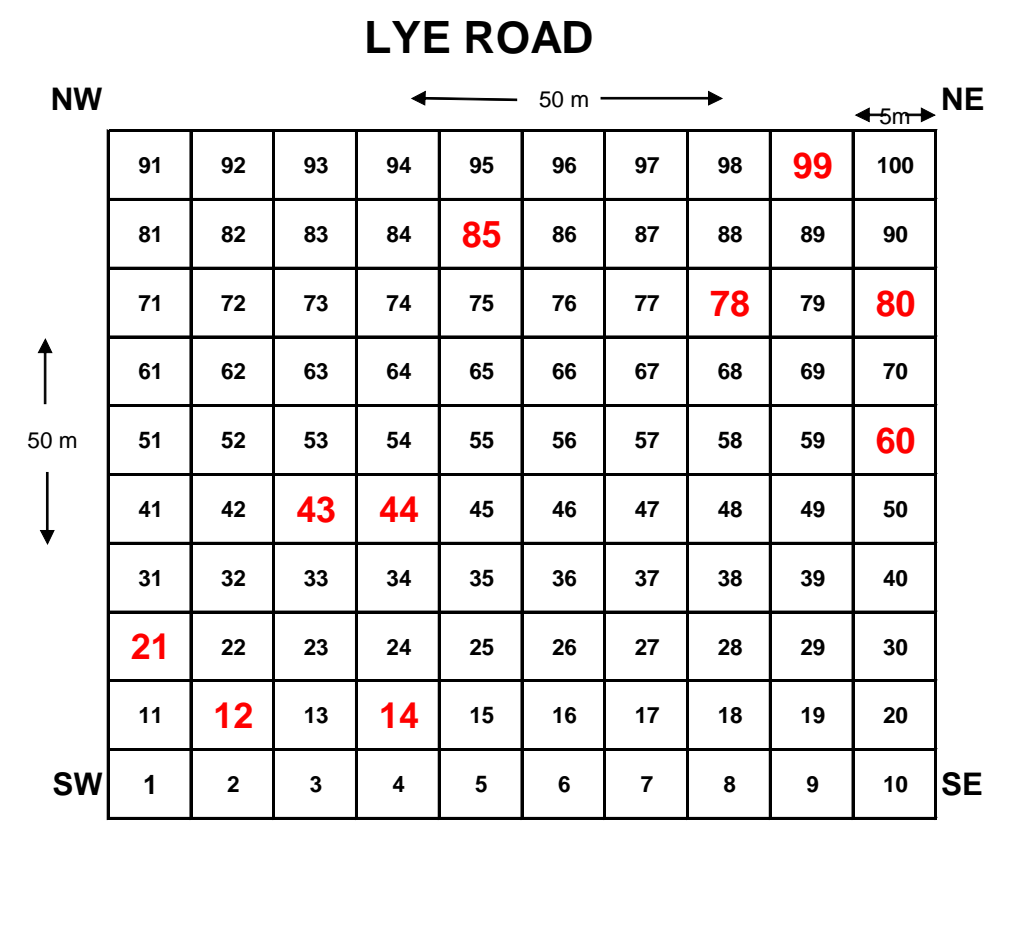 LYE ROAD
NW 50 m NE
5m
91 92 93 94 95 96 97 98 99 100
81 82 83 84 85 86 87 88 89 90
71 72 73 74 75 76 77 78 79 80
61 62 63 64 65 66 67 68 69 70
50 m 51 52 53 54 55 56 57 58 59 60
41 42 43 44 45 46 47 48 49 50
31 32 33 34 35 36 37 38 39 40
21 22 23 24 25 26 27 28 29 30
11 12 13 14 15 16 17 18 19 20
SW 1 2 3 4 5 6 7 8 9 10 SE